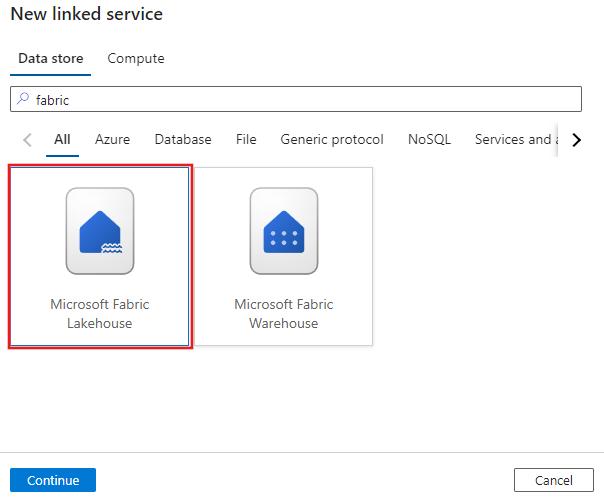 New linked service
Data store Compute
fabric
All Azure Database File Generic protocol NoSQL Services and
Microsoft Fabric
Lakehouse
Microsoft Fabric
Warehouse
Continue Cancel